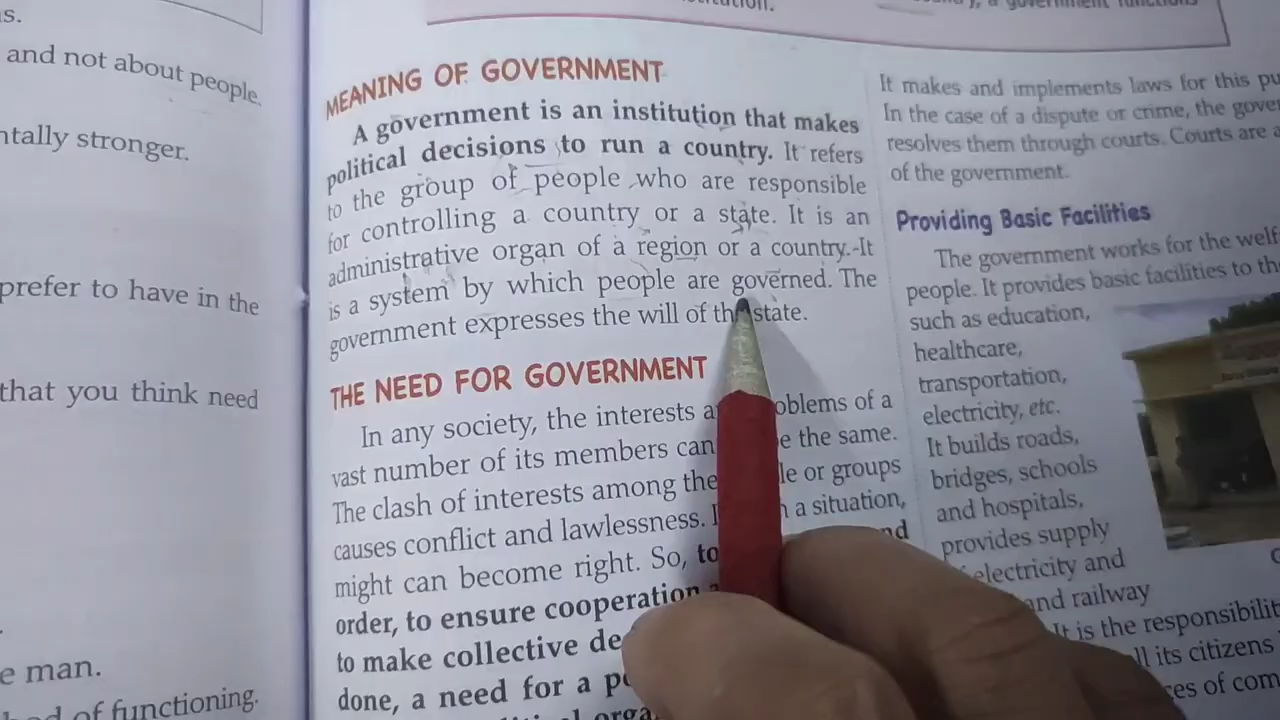 s.
and not about people.
ntally stronger.
prefer to have in the
that you think need
e man.
of functioning.
MEANING OF GOVERNMENT
A government is an institution that makes
political decisions to run a country. It refers
to the group of people who are responsible
for controlling a country or a state. It is an
administrative organ of a region or a country. It
is a system by which people are governed. The
government expresses the will of the state.
THE NEED FOR GOVERNMENT
In any society, the interests a oblems of a
vast number of its members can e the same.
The clash of interests among the le or groups
causes conflict and lawlessness. a situation,
might can become right. So, to nd
order, to ensure cooperation
to make collective de
done, a need for a p
It makes and implements laws for this pu
In the case of a dispute or crime, the gover
resolves them through courts. Courts are a
of the government.
Providing Basic Facilities
The government works for the welf
people. It provides basic facilities to the
such as education,
healthcare,
transportation,
electricity, etc.
It builds roads,
bridges, schools
and hospitals,
provides supply
electricity and
and railway
It is the responsibilit
ll its citizens
ces of com